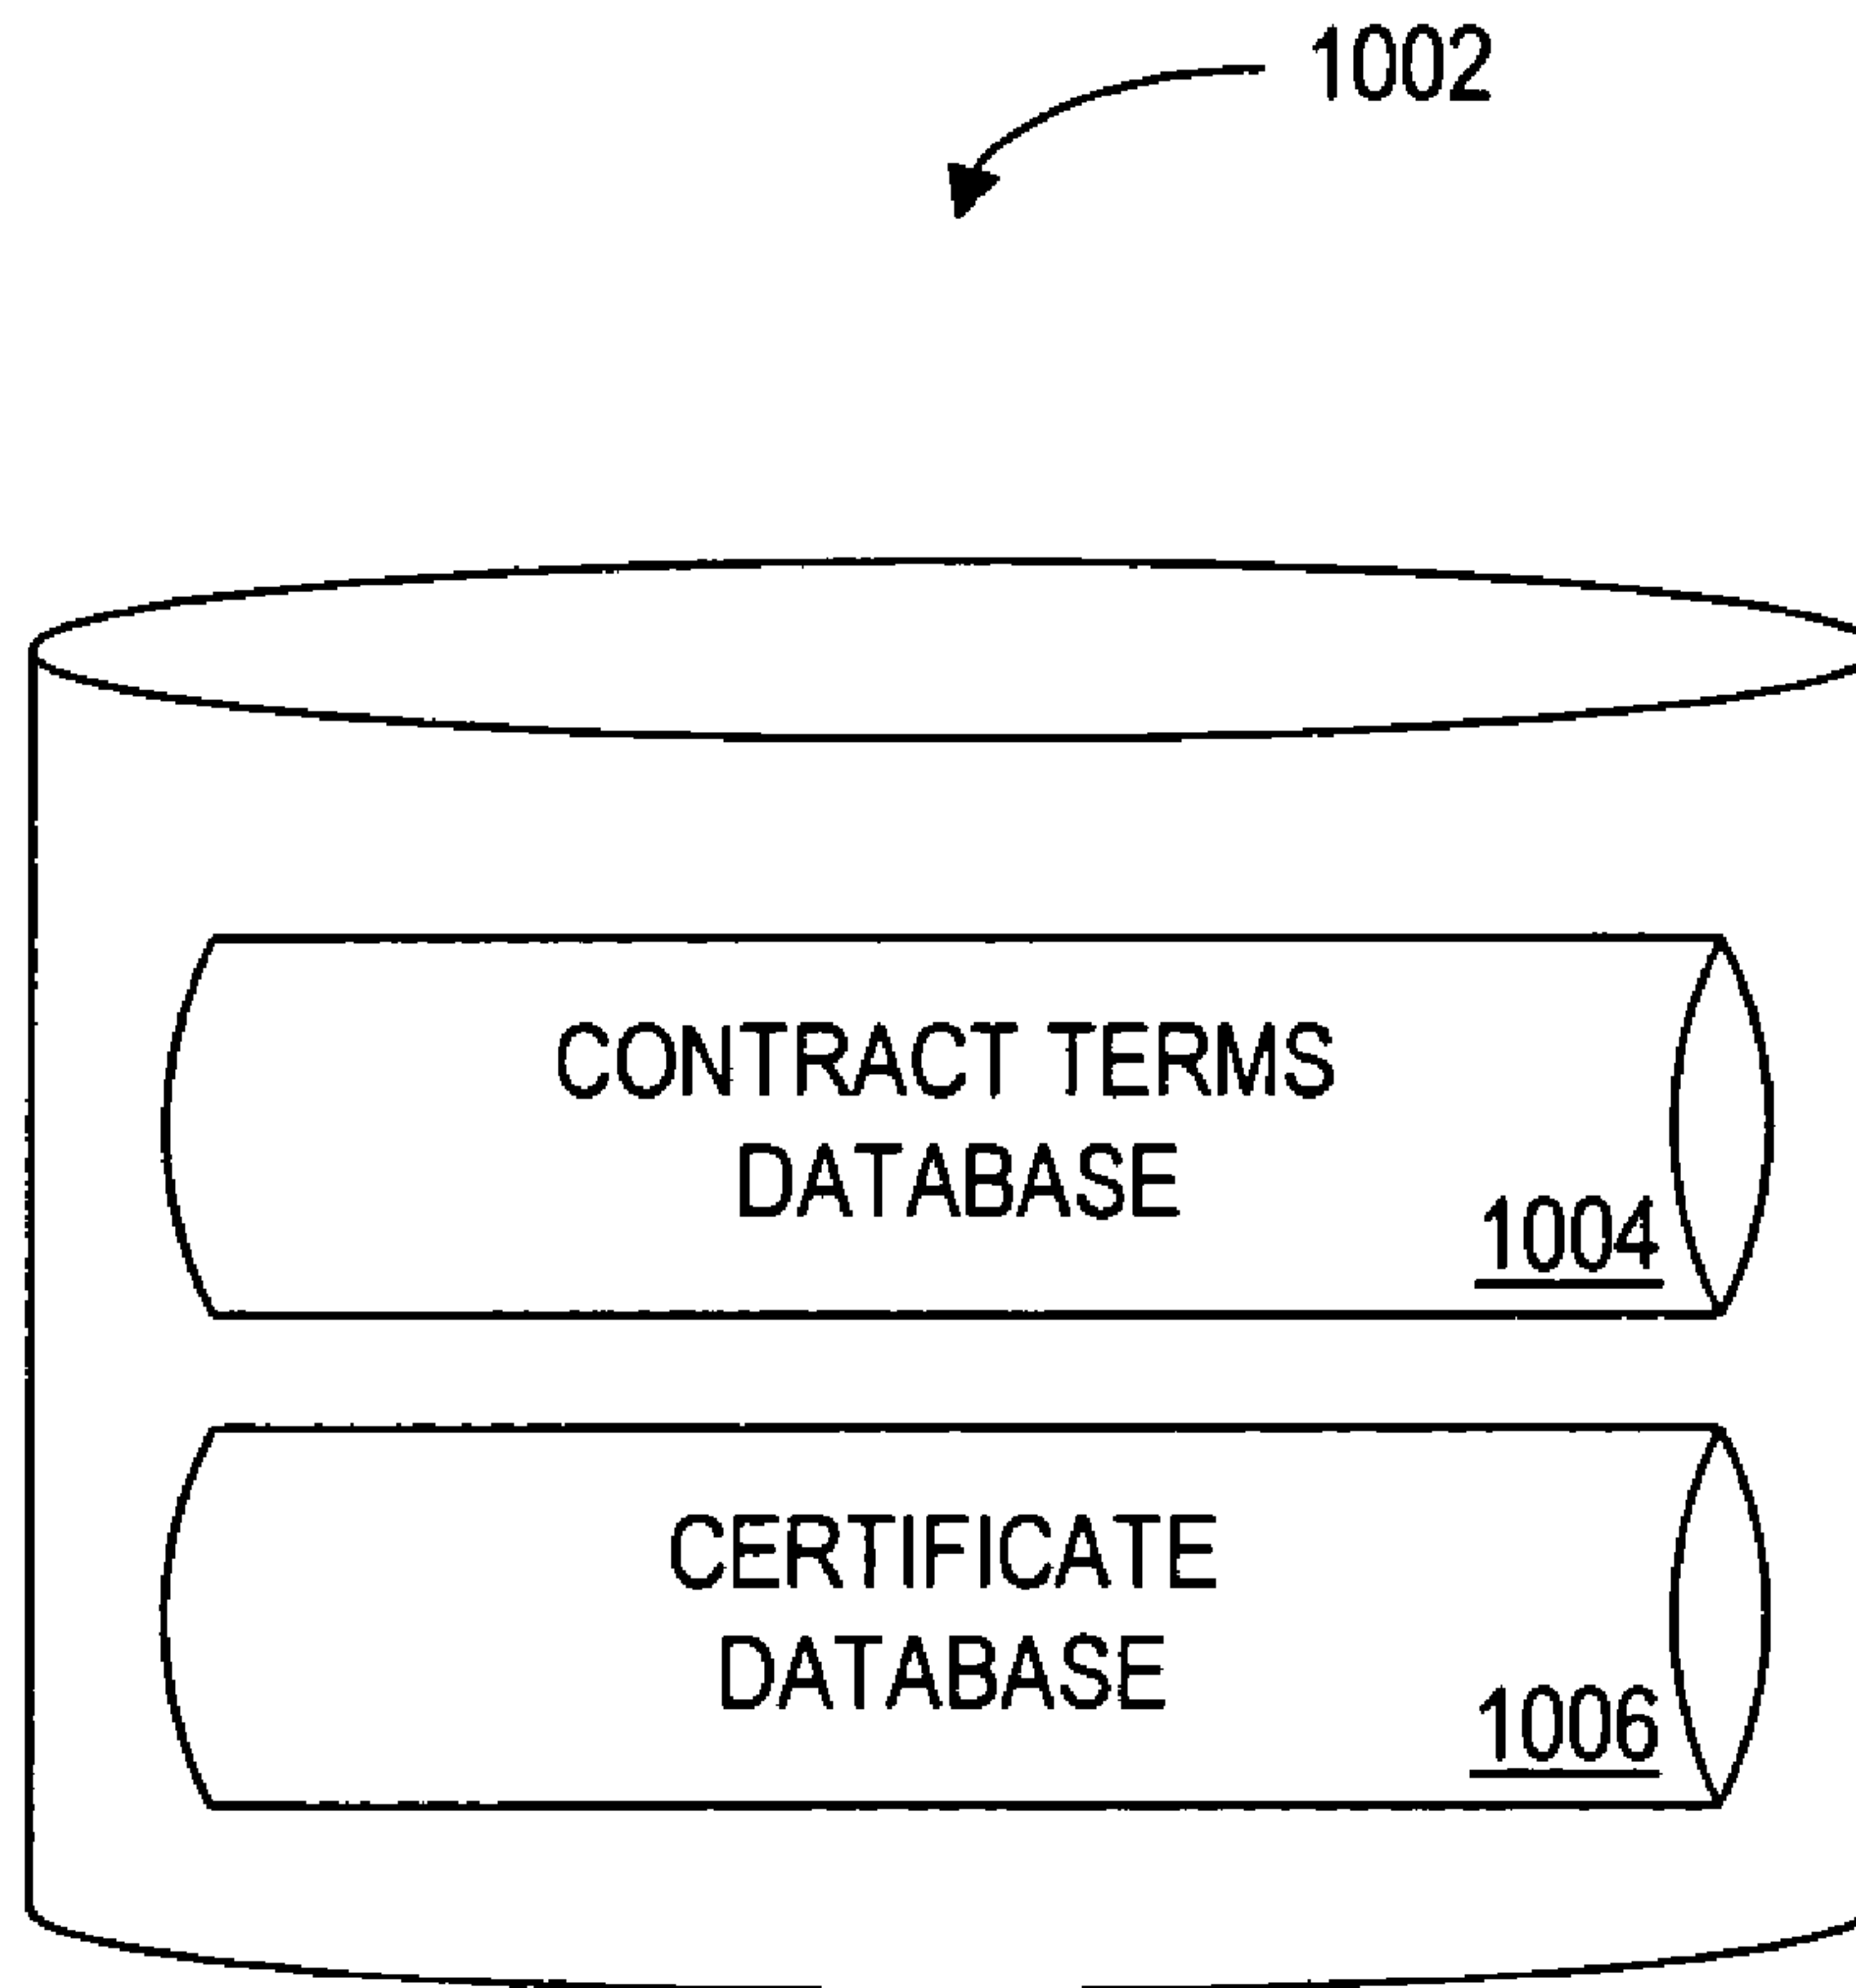 1002
CONTRACT TERMS
DATABASE
1004
CERTIFICATE
DATABASE
1006